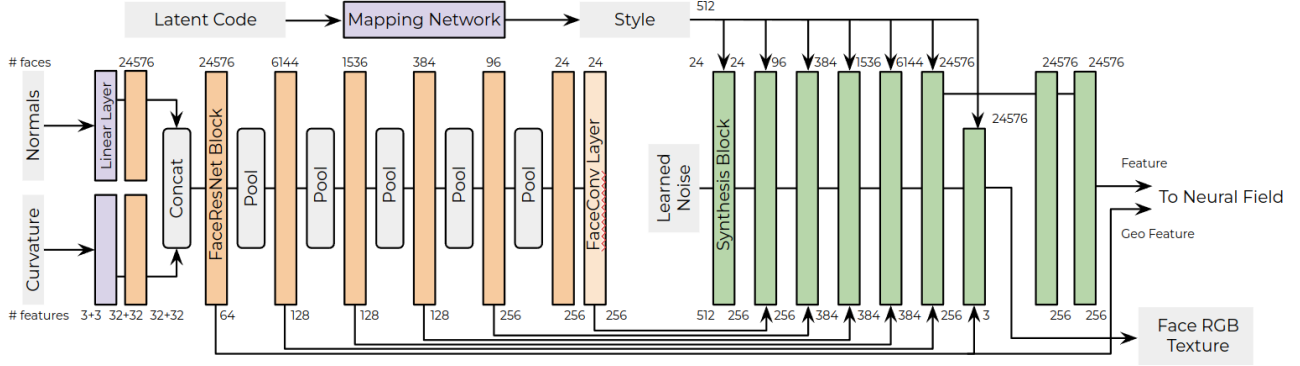 Latent Code
Mapping Network
Style
512
# faces
24576
24576
6144
1536
384
96
24
24
24
24
96
384
1536
6144
24576
24576
24576
24576
Normals
Linear Layer
Curvature
Concat
FaceResNet Block
Pool
Pool
Pool
Pool
Pool
FaceConv Layer
Learned
Noise
Synthesis Block
Feature
To Neural Field
Geo Feature
# features
3+3
32+32
32+32
64
128
128
128
256
256
256
512
256
256
384
384
384
256
3
256
256
Face RGB
Texture